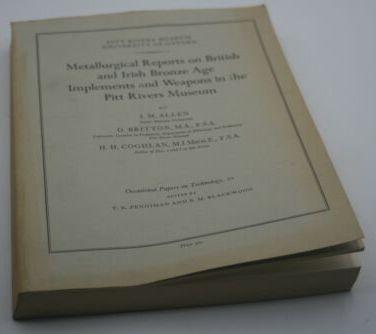 PITT RIVERS MUSEUM
UNIVERSITY OF OXFORD
Metallurgical Reports on British
and Irish Bronze Age
Implements and Weapons in the
Pitt Rivers Museum
BY
I. M. ALLEN
D. BRITTON, M.A., F.S.A.
H. H. COGHLAN, M.I.Mech.E., F.S.A.
Occasional Papers on Technology, 10
EDITED BY
T. K. PENNIMAN AND B. M. BLACKWOOD